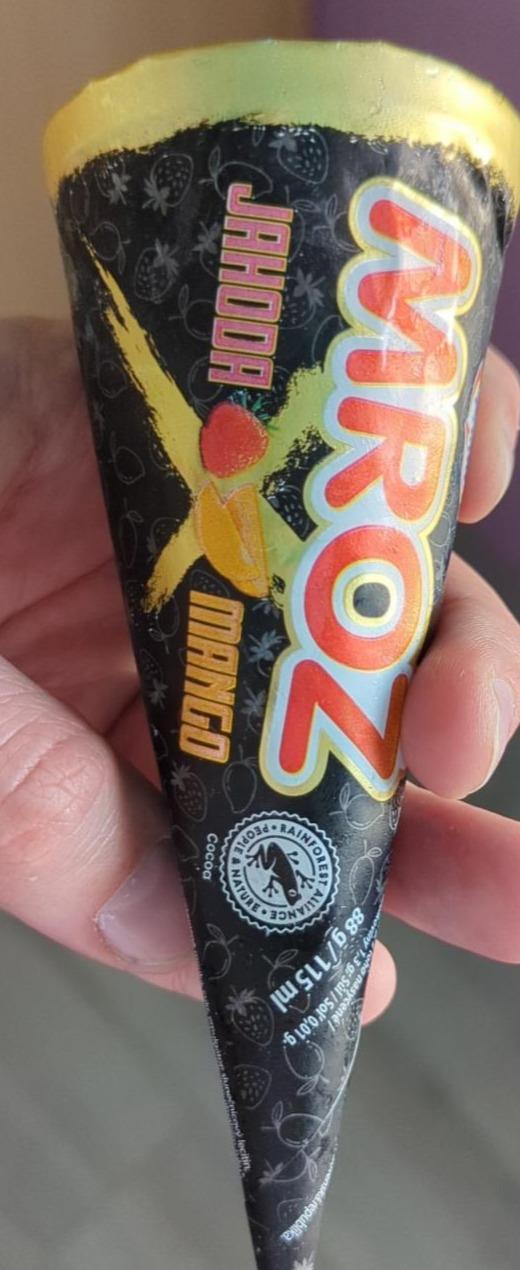 MROZ
JAHODA
MANGO
RAINFOREST ALLIANCE
PEOPLE & NATURE
Cocoa
88 g/115 ml